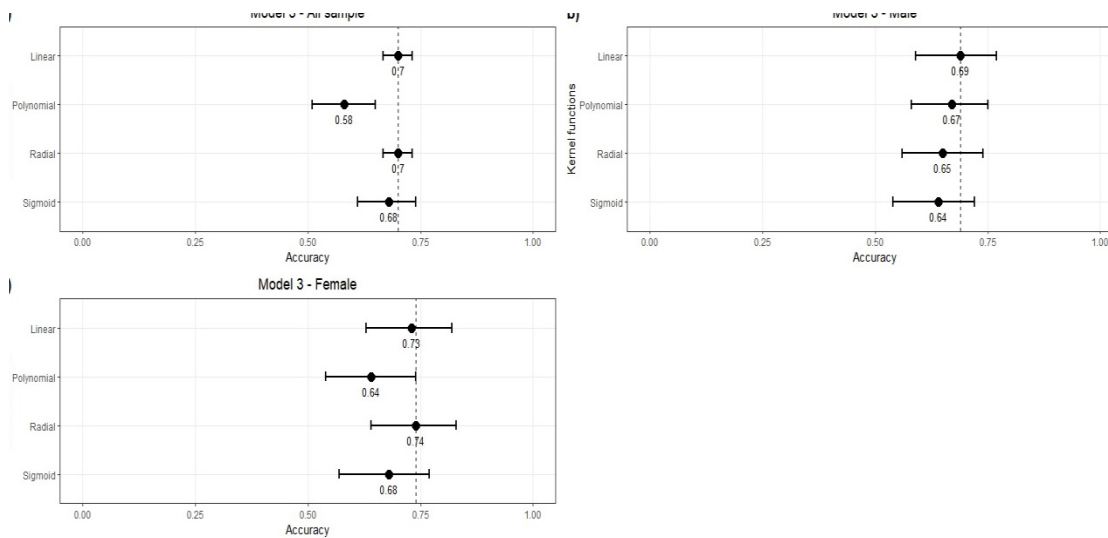 Model 3 - All sample
Linear
0.7
Polynomial
0.58
Radial
0.7
Sigmoid
0.68
0.00 0.25 0.50 0.75 1.00
Accuracy
b)
Model 3 - Male
Kernel functions
Linear
0.69
Polynomial
0.67
Radial
0.65
Sigmoid
0.64
0.00 0.25 0.50 0.75 1.00
Accuracy
Model 3 - Female
Linear
0.73
Polynomial
0.64
Radial
0.74
Sigmoid
0.68
0.00 0.25 0.50 0.75 1.00
Accuracy